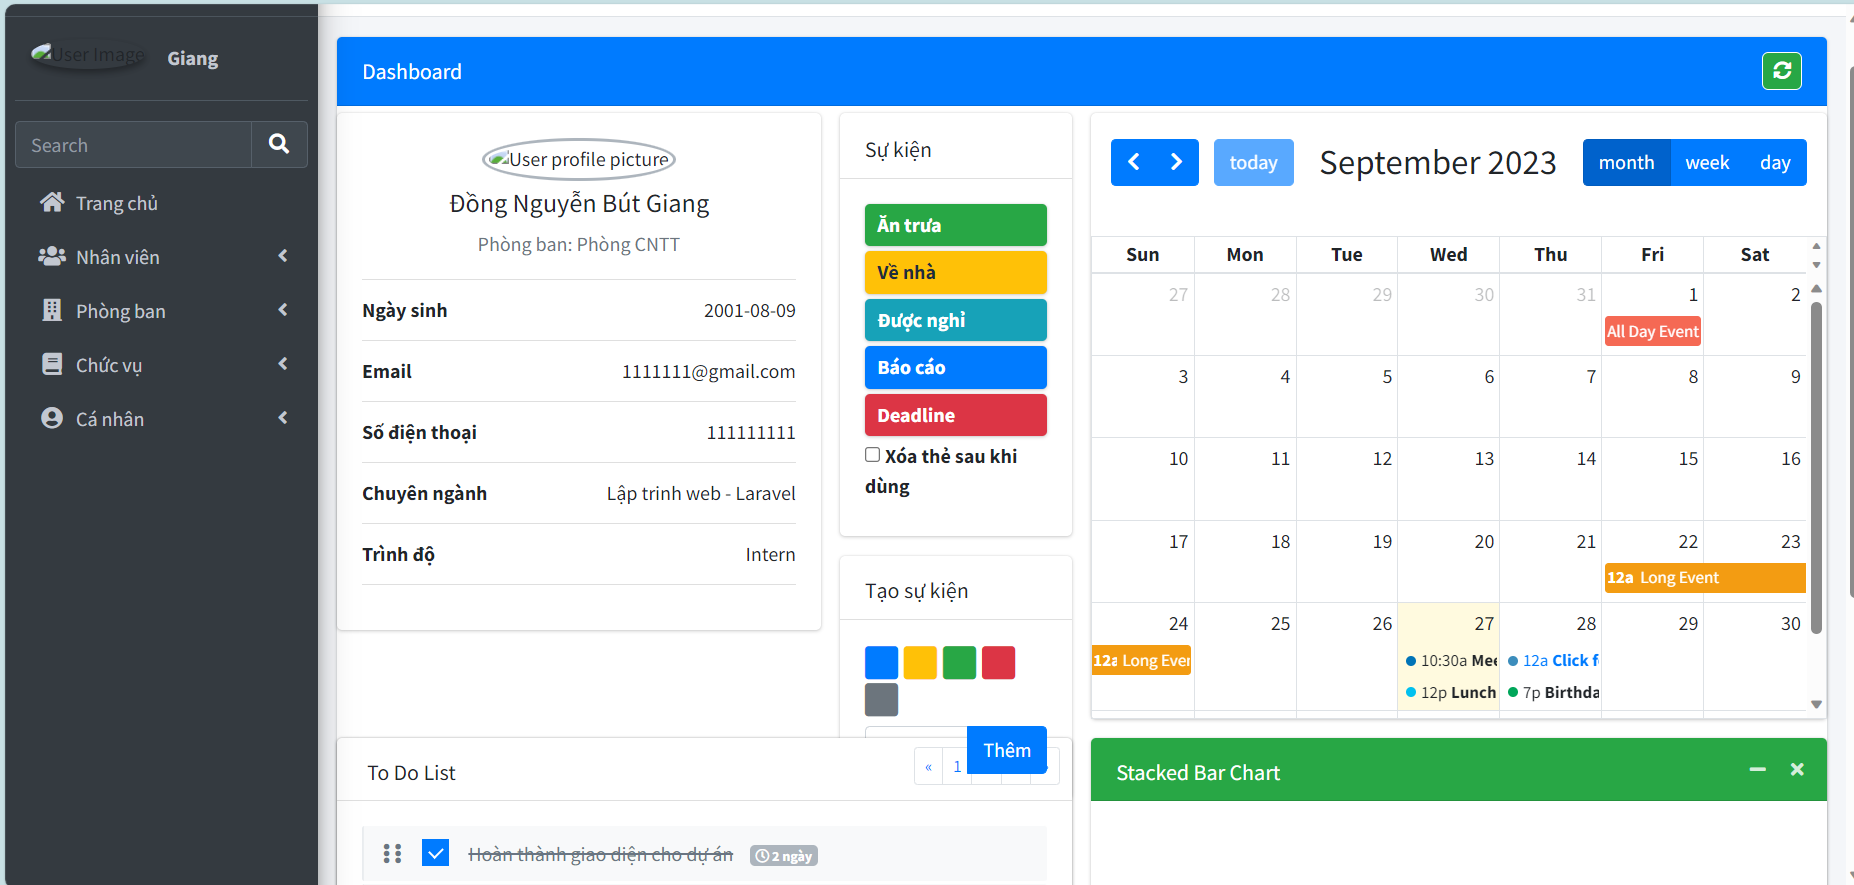 User Image
Giang
Search
Trang chủ
Nhân viên
Phòng ban
Chức vụ
Cá nhân
Dashboard
User profile picture
Đồng Nguyễn Bút Giang
Phòng ban: Phòng CNTT
Ngày sinh 2001-08-09
Email 1111111@gmail.com
Số điện thoại 111111111
Chuyên ngành Lập trinh web - Laravel
Trình độ Intern
Sự kiện
Ăn trưa
Về nhà
Được nghỉ
Báo cáo
Deadline
Xóa thẻ sau khi
dùng
Tạo sự kiện
Thêm
today September 2023 month week day
Sun Mon Tue Wed Thu Fri Sat
27 28 29 30 31 1 2
All Day Event
3 4 5 6 7 8 9
10 11 12 13 14 15 16
17 18 19 20 21 22 23
12a Long Event
24 25 26 27 28 29 30
12a Long Ever
10:30a Mee 12a Click f
12p Lunch 7p Birthda
To Do List
« 1
Hoàn thành giao diện cho dự án 2 ngày
Stacked Bar Chart